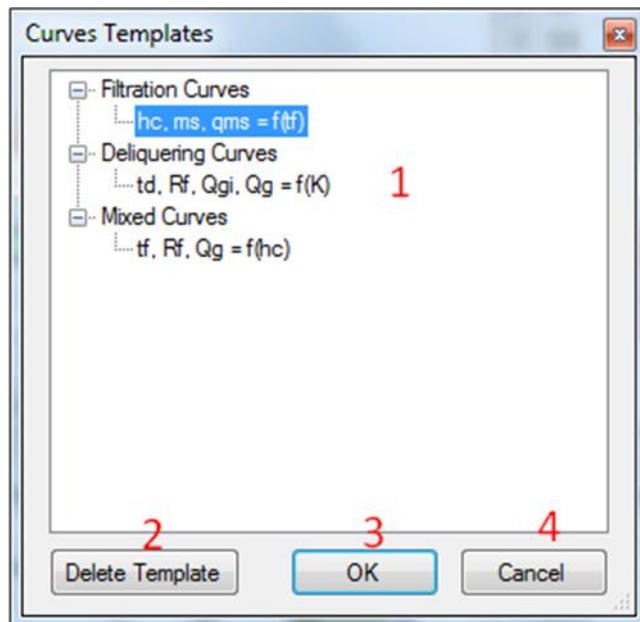 Curves Templates
Filtration Curves
hc, ms, qms = f(tf)
Deliquering Curves
td, Rf, Qgi, Qg = f(K)
1
Mixed Curves
tf, Rf, Qg = f(hc)
2 3 4
Delete Template OK Cancel